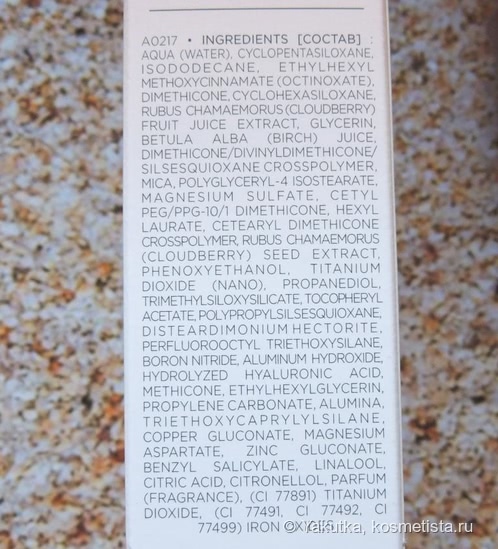 A0217 • INGREDIENTS [СОСТАВ] :
AQUA (WATER), CYCLOPENTASILOXANE,
ISODODECANE, ETHYLHEXYL
METHOXYCINNAMATE (OCTINOXATE),
DIMETHICONE, CYCLOHEXASILOXANE,
RUBUS CHAMAEMORUS (CLOUDBERRY)
FRUIT JUICE EXTRACT, GLYCERIN,
BETULA ALBA (BIRCH) JUICE,
DIMETHICONE/DIVINYLDIMETHICONE/
SILSESQUIOXANE CROSSPOLYMER,
MICA, POLYGLYCERYL-4 ISOSTEARATE,
MAGNESIUM SULFATE, CETYL
PEG/PPG-10/1 DIMETHICONE, HEXYL
LAURATE, CETEARYL DIMETHICONE
CROSSPOLYMER, RUBUS CHAMAEMORUS
(CLOUDBERRY) SEED EXTRACT,
PHENOXYETHANOL, TITANIUM
DIOXIDE (NANO), PROPANEDIOL,
TRIMETHYLSILOXYSILICATE, TOCOPHERYL
ACETATE, POLYPROPYLSILSESQUIOXANE,
DISTEARDIMONIUM HECTORITE,
PERFLUOROOCTYL TRIETHOXYSILANE,
BORON NITRIDE, ALUMINUM HYDROXIDE,
HYDROLYZED HYALURONIC ACID,
METHICONE, ETHYLHEXYLGLYCERIN,
PROPYLENE CARBONATE, ALUMINA,
TRIETHOXYCAPRYLYLSILANE,
COPPER GLUCONATE, MAGNESIUM
ASPARTATE, ZINC GLUCONATE,
BENZYL SALICYLATE, LINALOOL,
CITRIC ACID, CITRONELLOL, PARFUM
(FRAGRANCE), (CI 77891) TITANIUM
DIOXIDE, (CI 77491, CI 77492, CI
77499) IRON OXIDES
© Yakutka, kosmetista.ru